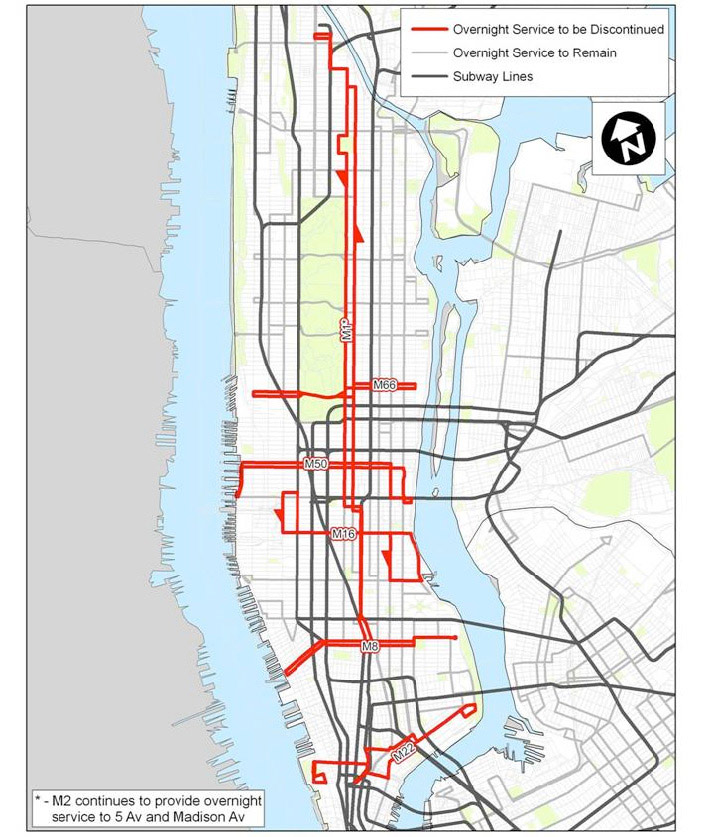 Overnight Service to be Discontinued
Overnight Service to Remain
Subway Lines
N
M1*
M66
M50
M16
M8
M22
* - M2 continues to provide overnight
service to 5 Av and Madison Av